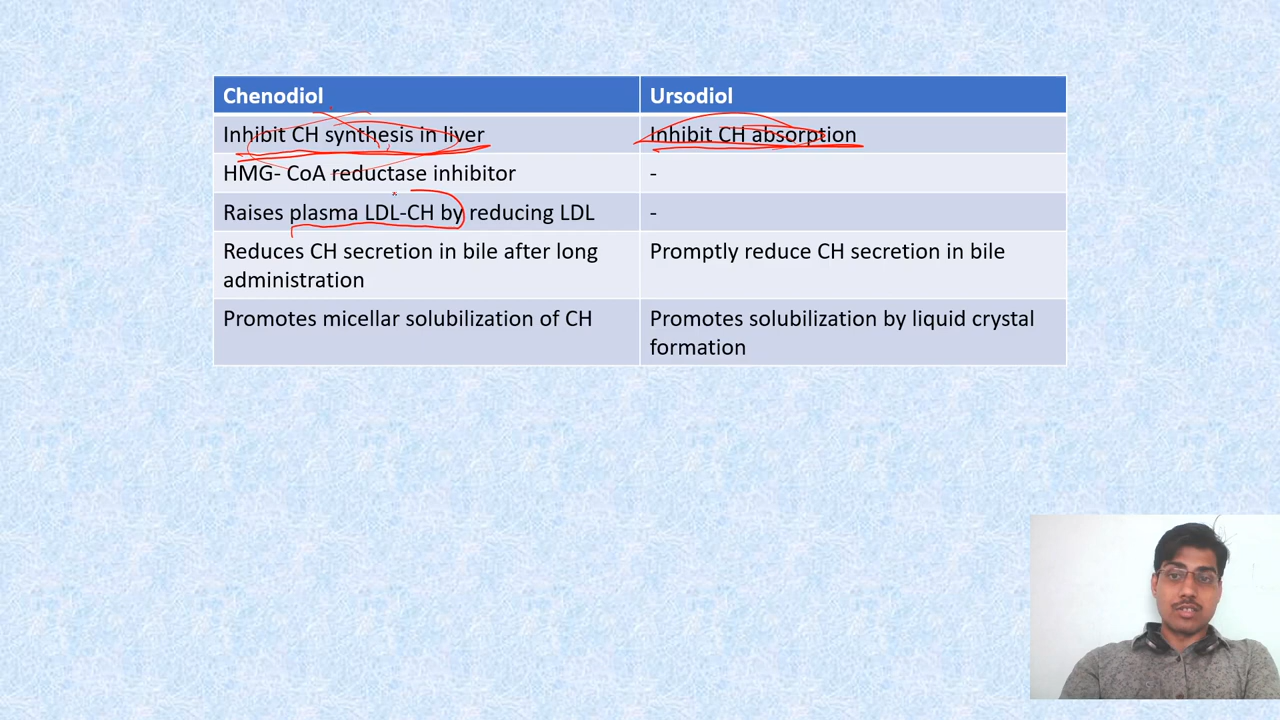 Chenodiol
Ursodiol
Inhibit CH synthesis in liver
Inhibit CH absorption
HMG- CoA reductase inhibitor
-
Raises plasma LDL-CH by reducing LDL
-
Reduces CH secretion in bile after long
administration
Promptly reduce CH secretion in bile
Promotes micellar solubilization of CH
Promotes solubilization by liquid crystal
formation